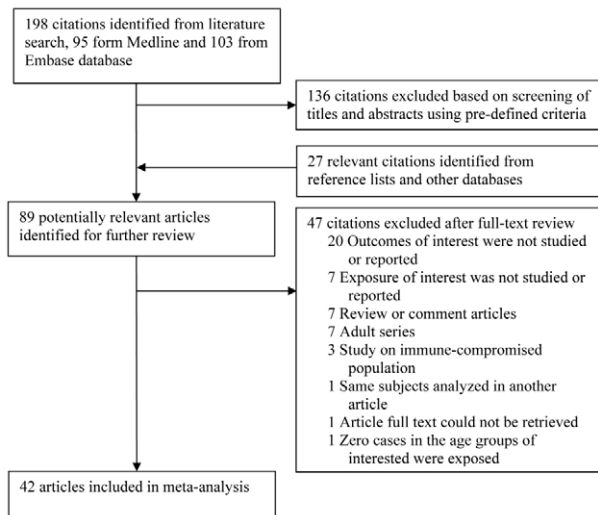 198 citations identified from literature
search, 95 form Medline and 103 from
Embase database
136 citations excluded based on screening of
titles and abstracts using pre-defined criteria
27 relevant citations identified from
reference lists and other databases
89 potentially relevant articles
identified for further review
47 citations excluded after full-text review
20 Outcomes of interest were not studied
or reported
7 Exposure of interest was not studied or
reported
7 Review or comment articles
7 Adult series
3 Study on immune-compromised
population
1 Same subjects analyzed in another
article
1 Article full text could not be retrieved
1 Zero cases in the age groups of
interested were exposed
42 articles included in meta-analysis